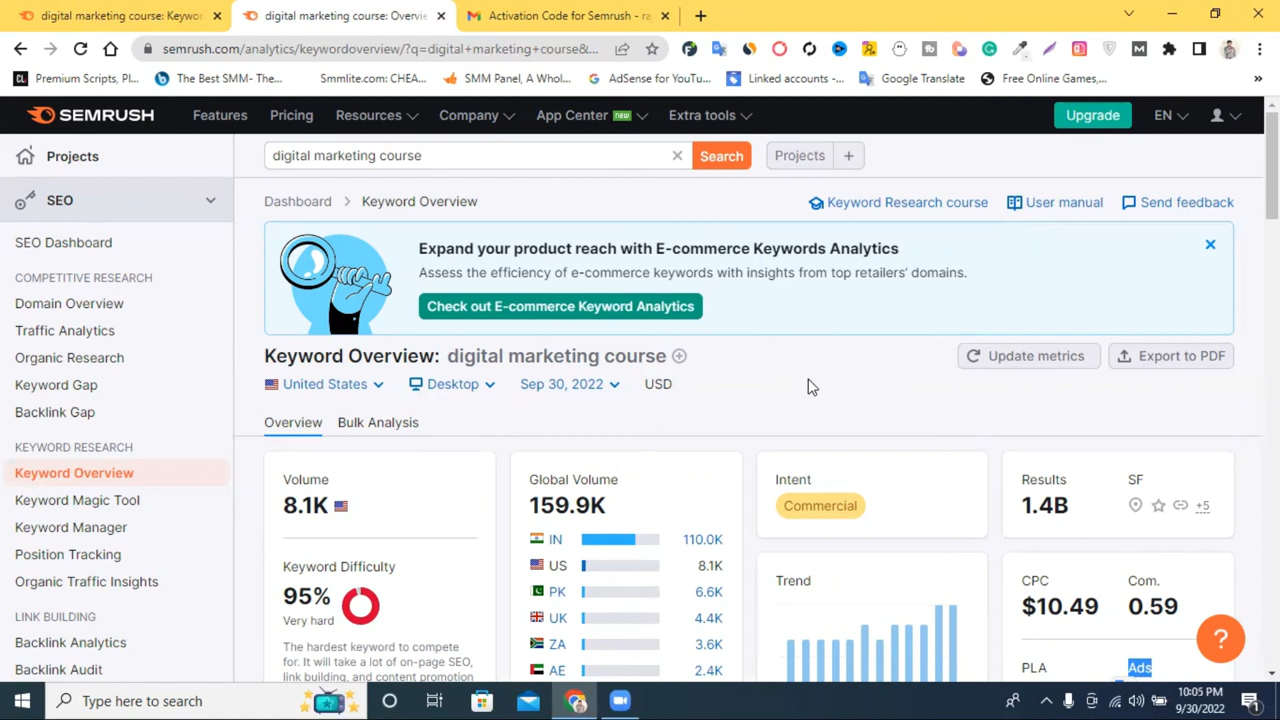 digital marketing course: Keywor
digital marketing course: Overvie
Activation Code for Semrush - ra
semrush.com/analytics/keywordoverview/?q=digital+marketing+course&...
Premium Scripts, Pl...
The Best SMM- The...
Smmlite.com: CHEA...
SMM Panel, A Whol...
AdSense for YouTu...
Linked accounts -...
Google Translate
Free Online Games,...
SEMRUSH
Features
Pricing
Resources
Company
App Center NEW
Extra tools
Upgrade
EN
Projects
digital marketing course
Search
Projects +
SEO
Dashboard
Keyword Overview
Keyword Research course
User manual
Send feedback
SEO Dashboard
COMPETITIVE RESEARCH
Domain Overview
Traffic Analytics
Organic Research
Keyword Gap
Backlink Gap
KEYWORD RESEARCH
Keyword Overview
Keyword Magic Tool
Keyword Manager
Position Tracking
Organic Traffic Insights
LINK BUILDING
Backlink Analytics
Backlink Audit
Expand your product reach with E-commerce Keywords Analytics
Assess the efficiency of e-commerce keywords with insights from top retailers' domains.
Check out E-commerce Keyword Analytics
Keyword Overview: digital marketing course
Update metrics
Export to PDF
United States
Desktop
Sep 30, 2022
USD
Overview
Bulk Analysis
Volume
8.1K
Keyword Difficulty
95%
Very hard
The hardest keyword to compete
for. It will take a lot of on-page SEO,
link building, and content promotion
Global Volume
159.9K
IN 110.0K
US 8.1K
PK 6.6K
UK 4.4K
ZA 3.6K
AE 2.4K
Intent
Commercial
Trend
Results
1.4B
SF
+5
CPC
$10.49
Com.
0.59
PLA
Ads
?
Type here to search
10:05 PM
9/30/2022
1